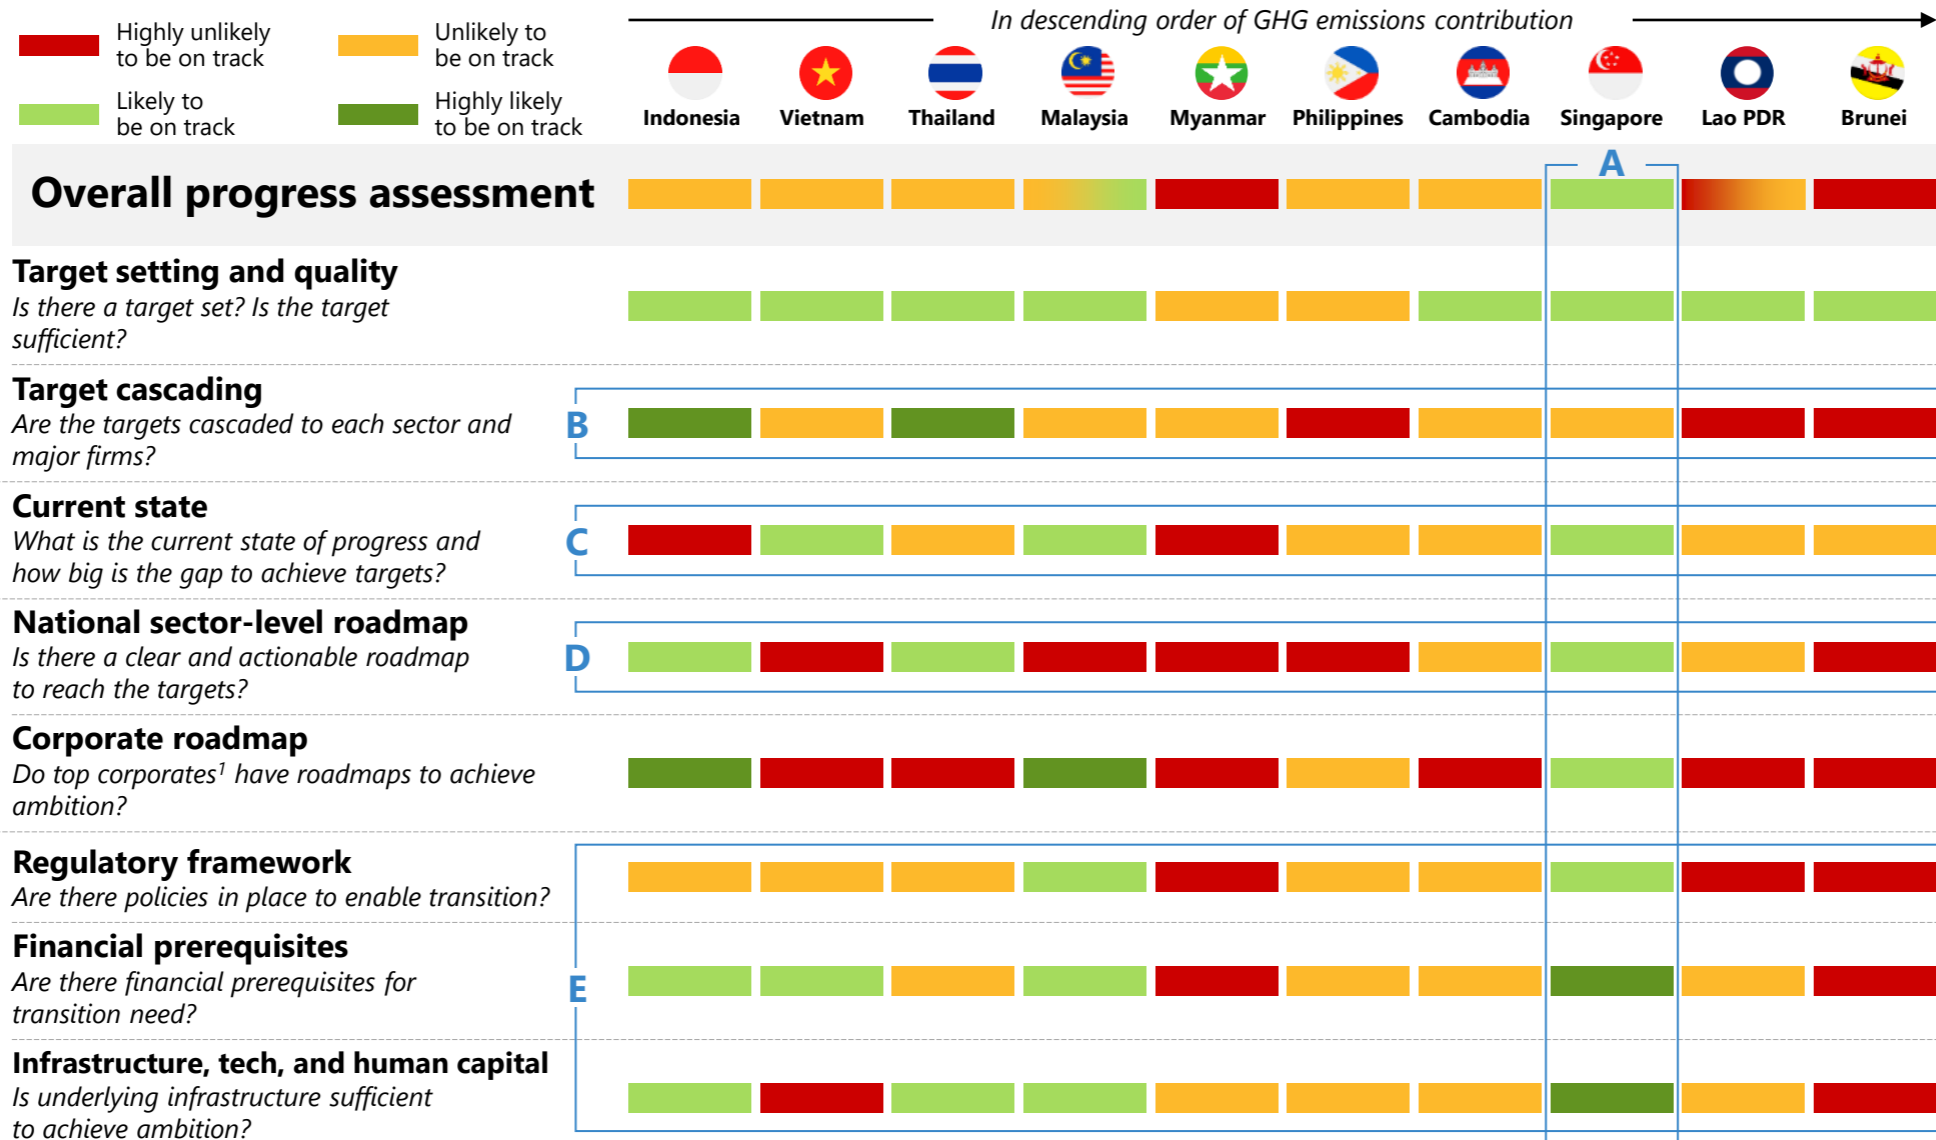 In descending order of GHG emissions contribution
Highly unlikely
to be on track
Unlikely to
be on track
Likely to
be on track
Highly likely
to be on track
Indonesia Vietnam Thailand Malaysia Myanmar Philippines Cambodia Singapore Lao PDR Brunei
A
Overall progress assessment
Target setting and quality
Is there a target set? Is the target
sufficient?
Target cascading
Are the targets cascaded to each sector and
major firms?
B
Current state
What is the current state of progress and
how big is the gap to achieve targets?
C
National sector-level roadmap
Is there a clear and actionable roadmap
to reach the targets?
D
Corporate roadmap
Do top corporates¹ have roadmaps to achieve
ambition?
Regulatory framework
Are there policies in place to enable transition?
Financial prerequisites
Are there financial prerequisites for
transition need?
E
Infrastructure, tech, and human capital
Is underlying infrastructure sufficient
to achieve ambition?